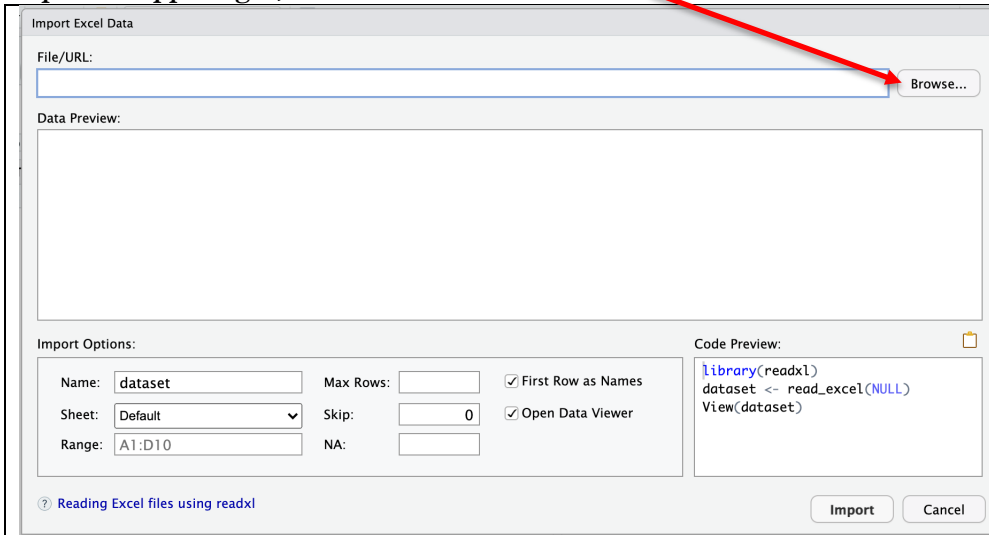 Import Excel Data
File/URL:
Browse...
Data Preview:
Import Options:
Code Preview:
Name: dataset Max Rows: First Row as Names
Sheet: Default Skip: 0 Open Data Viewer
Range: A1:D10 NA:
library(readxl)
dataset <- read_excel(NULL)
View(dataset)
? Reading Excel files using readxl
Import Cancel